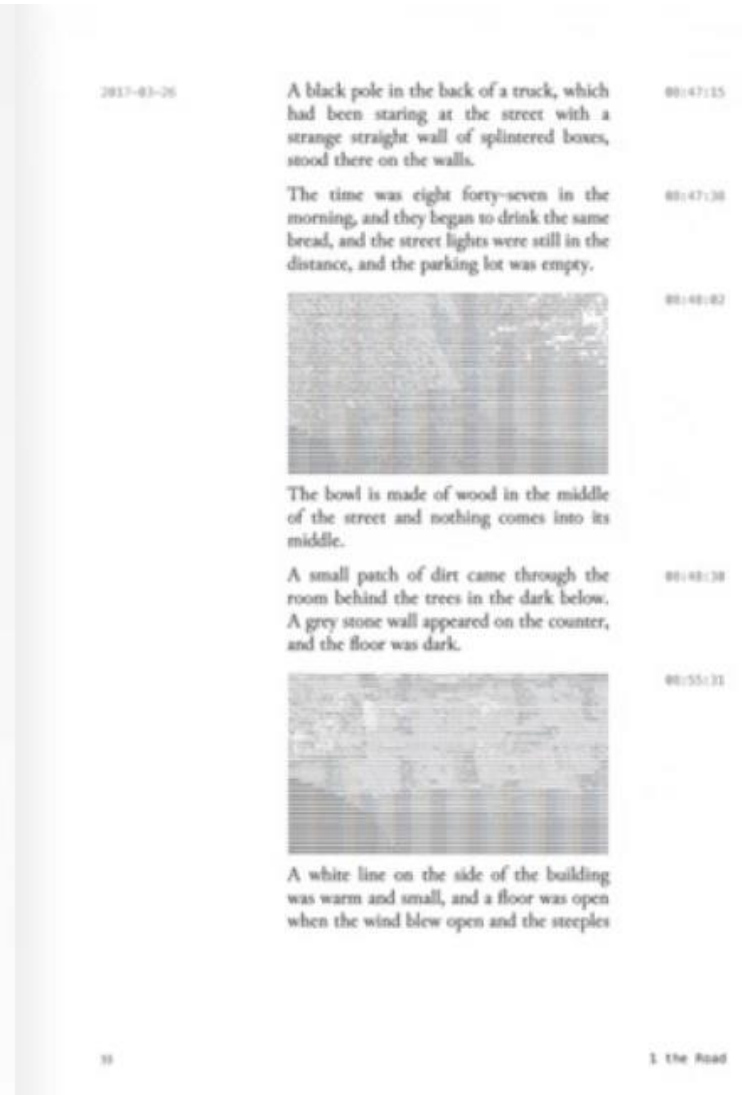 2017-03-26
A black pole in the back of a truck, which
08:47:15
had been staring at the street with a
strange straight wall of splintered boxes,
stood there on the walls.
The time was eight forty-seven in the
morning, and they began to drink the same
bread, and the street lights were still in the
distance, and the parking lot was empty.
08:48:02
The bowl is made of wood in the middle
of the street and nothing comes into its
middle.
A small patch of dirt came through the
room behind the trees in the dark below.
A grey stone wall appeared on the counter,
and the floor was dark.
08:55:31
A white line on the side of the building
was warm and small, and a floor was open
when the wind blew open and the steeples
1 the Road